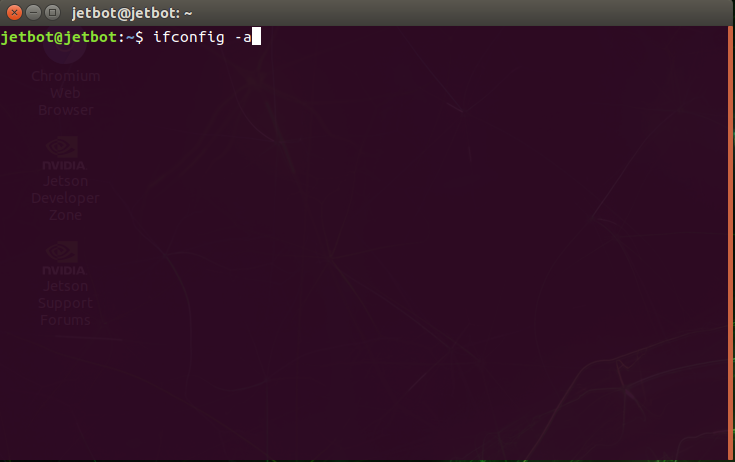 jetbot@jetbot: ~
jetbot@jetbot:~$ ifconfig -a
Chromium
Web
Browser
NVIDIA.
Jetson
Developer
Zone
NVIDIA.
Jetson
Support
Forums